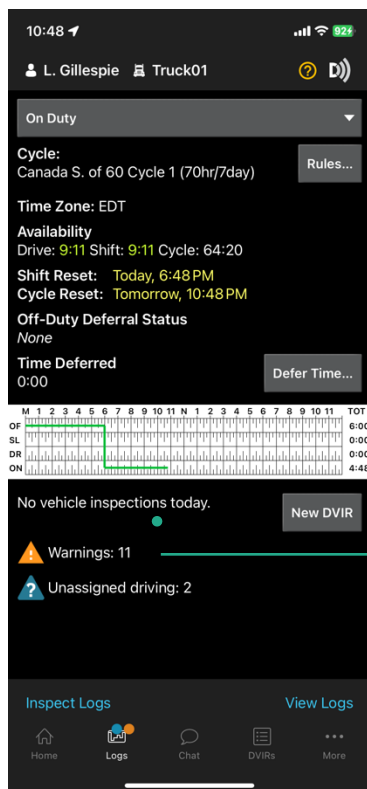 10:48
92
L. Gillespie Truck01
On Duty
Cycle:
Canada S. of 60 Cycle 1 (70hr/7day)
Rules...
Time Zone: EDT
Availability
Drive: 9:11 Shift: 9:11 Cycle: 64:20
Shift Reset: Today, 6:48 PM
Cycle Reset: Tomorrow, 10:48 PM
Off-Duty Deferral Status
None
Time Deferred
0:00
Defer Time...
M 1 2 3 4 5 6 7 8 9 10 11 N 1 2 3 4 5 6 7 8 9 10 11 TOT
OF 6:00
SL 0:00
DR 0:00
ON 4:48
No vehicle inspections today.
New DVIR
Warnings: 11
? Unassigned driving: 2
Inspect Logs View Logs
Home Logs Chat DVIRs More